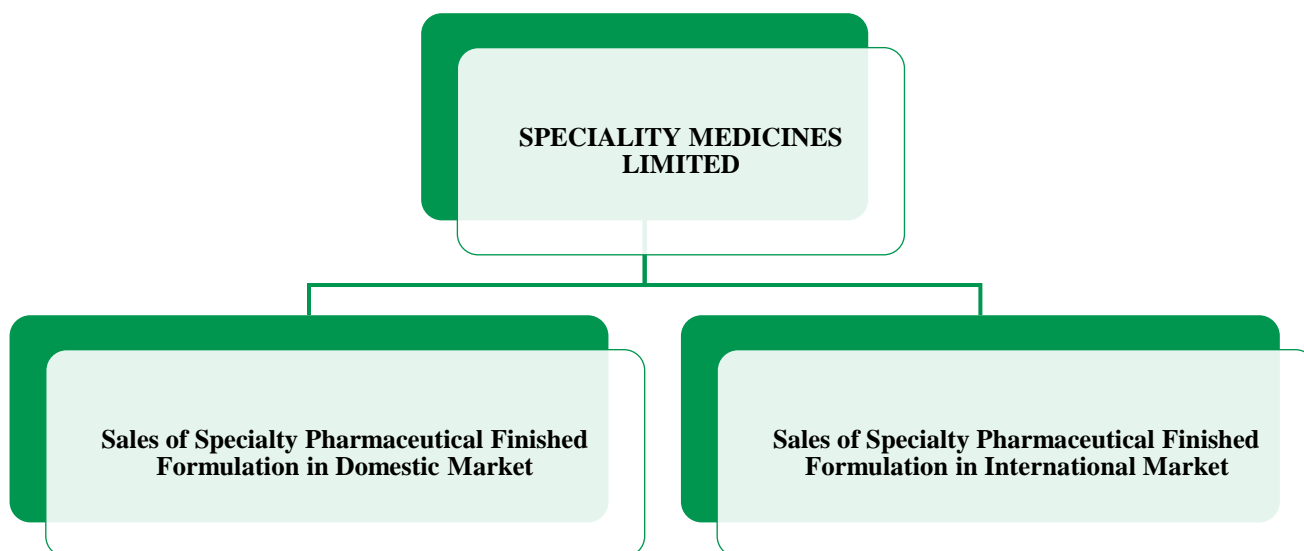 SPECIALITY MEDICINES
LIMITED
Sales of Specialty Pharmaceutical Finished
Formulation in Domestic Market
Sales of Specialty Pharmaceutical Finished
Formulation in International Market